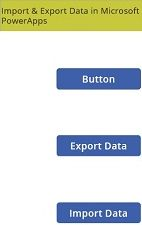 Import & Export Data in Microsoft
PowerApps
Button
Export Data
Import Data